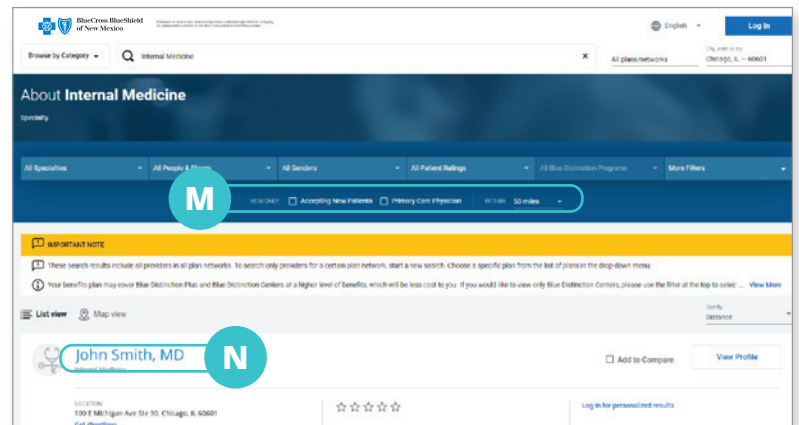 BlueCross BlueShield
of New Mexico
English
Log In
Browse by Category
Internal Medicine
x
All plans networks
City, state or zip
Chicago, IL – 60601
About Internal Medicine
Specialty.
All Specialties
All People &
All Genders
All Patient Ratings
All Blue Distinction Programs
More Filters
M
VIEW ONLY
Accepting New Patients
Primary Care Physician
WITHIN
50 miles
IMPORTANT NOTE
These search results include all providers in all plan networks. To search only providers for a certain plan network, start a new search. Choose a specific plan from the list of plans in the drop-down menu.
Your benefits plan may cover Blue Distinction Plus and Blue Distinction Centers at a higher level of benefits, which will be less cost to you. If you would like to view only Blue Distinction Centers, please use the filter at the top to selec ... View More
List view
Map view
Sort By
Distance
John Smith, MD
N
Internal Medicine
Add to Compare
View Profile
LOCATION
100 E Michigan Ave Ste 30, Chicago, IL 60601
Get directions
Log in for personalized results